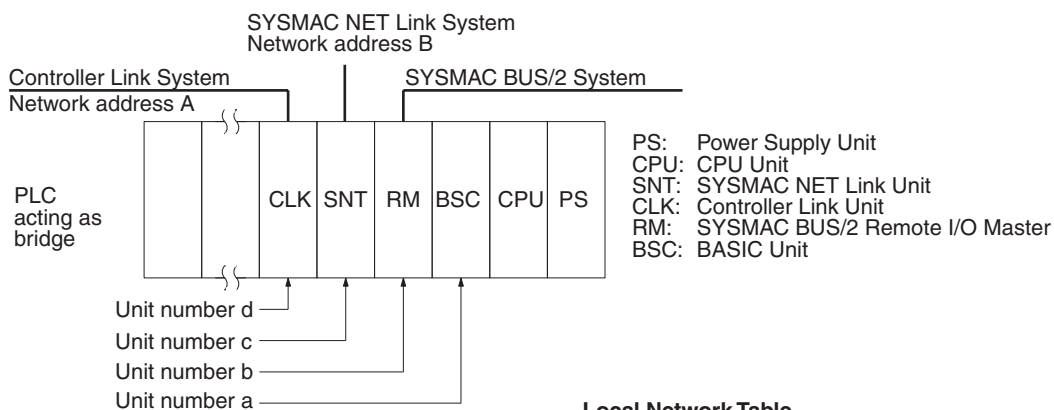 SYSMAC NET Link System
Network address B
Controller Link System
SYSMAC BUS/2 System
Network address A
PLC
acting as
bridge
CLK SNT RM BSC CPU PS
PS: Power Supply Unit
CPU: CPU Unit
SNT: SYSMAC NET Link Unit
CLK: Controller Link Unit
RM: SYSMAC BUS/2 Remote I/O Master
BSC: BASIC Unit
Unit number d
Unit number c
Unit number b
Unit number a
Local Network Table